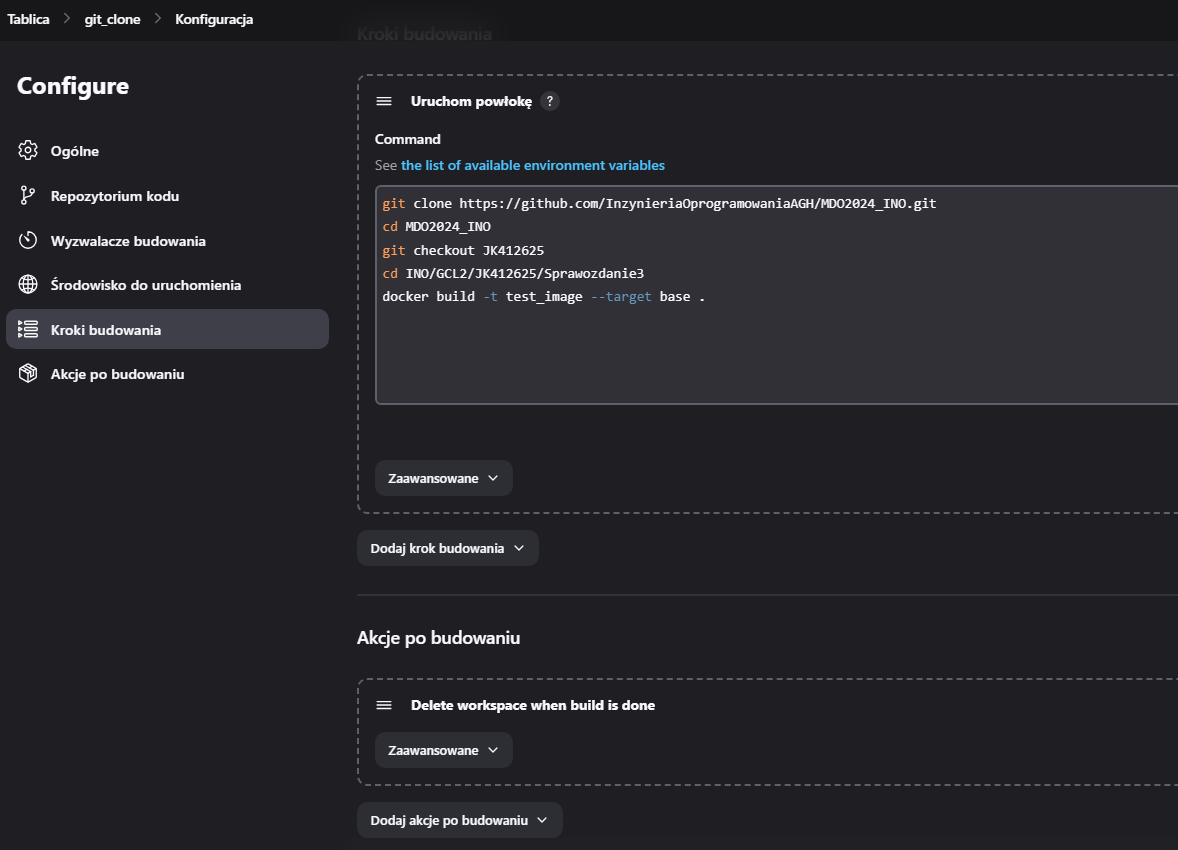 Tablica > git_clone > Konfiguracja
Configure
Ogólne
Repozytorium kodu
Wyzwalacze budowania
Środowisko do uruchomienia
Kroki budowania
Akcje po budowaniu
Kroki budowania
Uruchom powłokę ?
Command
See the list of available environment variables
git clone https://github.com/InzynieriaOprogramowaniaAGH/MDO2024_INO.git
cd MDO2024_INO
git checkout JK412625
cd INO/GCL2/JK412625/Sprawozdanie3
docker build -t test_image --target base .
Zaawansowane
Dodaj krok budowania
Akcje po budowaniu
Delete workspace when build is done
Zaawansowane
Dodaj akcje po budowaniu